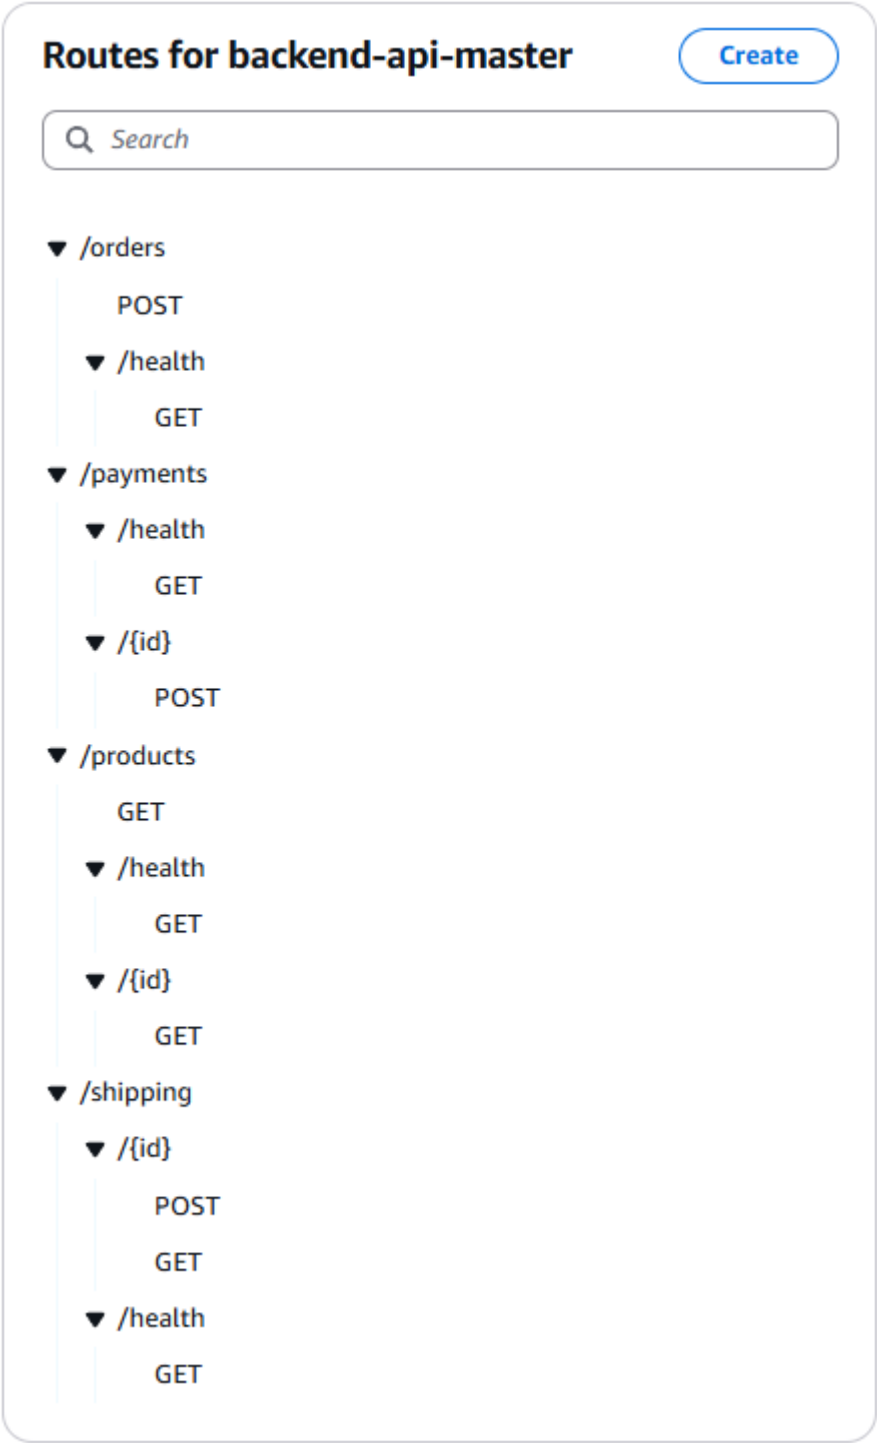 Routes for backend-api-master
Create
Search
/orders
POST
/health
GET
/payments
/health
GET
/{id}
POST
/products
GET
/health
GET
/{id}
GET
/shipping
/{id}
POST
GET
/health
GET